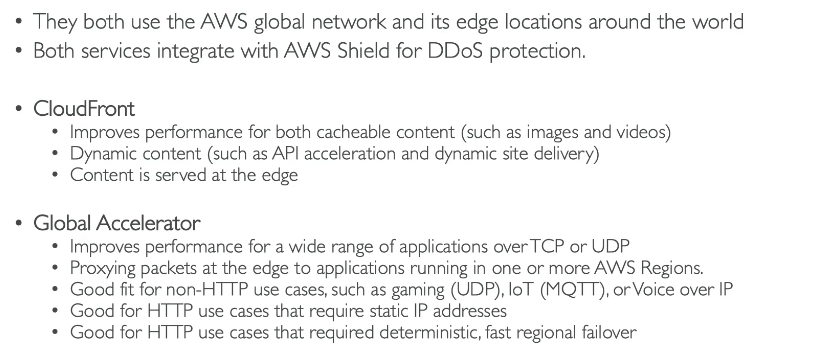 • They both use the AWS global network and its edge locations around the world
• Both services integrate with AWS Shield for DDoS protection.
• CloudFront
• Improves performance for both cacheable content (such as images and videos)
• Dynamic content (such as API acceleration and dynamic site delivery)
• Content is served at the edge
• Global Accelerator
• Improves performance for a wide range of applications over TCP or UDP
• Proxying packets at the edge to applications running in one or more AWS Regions.
• Good fit for non-HTTP use cases, such as gaming (UDP), IoT (MQTT), or Voice over IP
• Good for HTTP use cases that require static IP addresses
• Good for HTTP use cases that required deterministic, fast regional failover